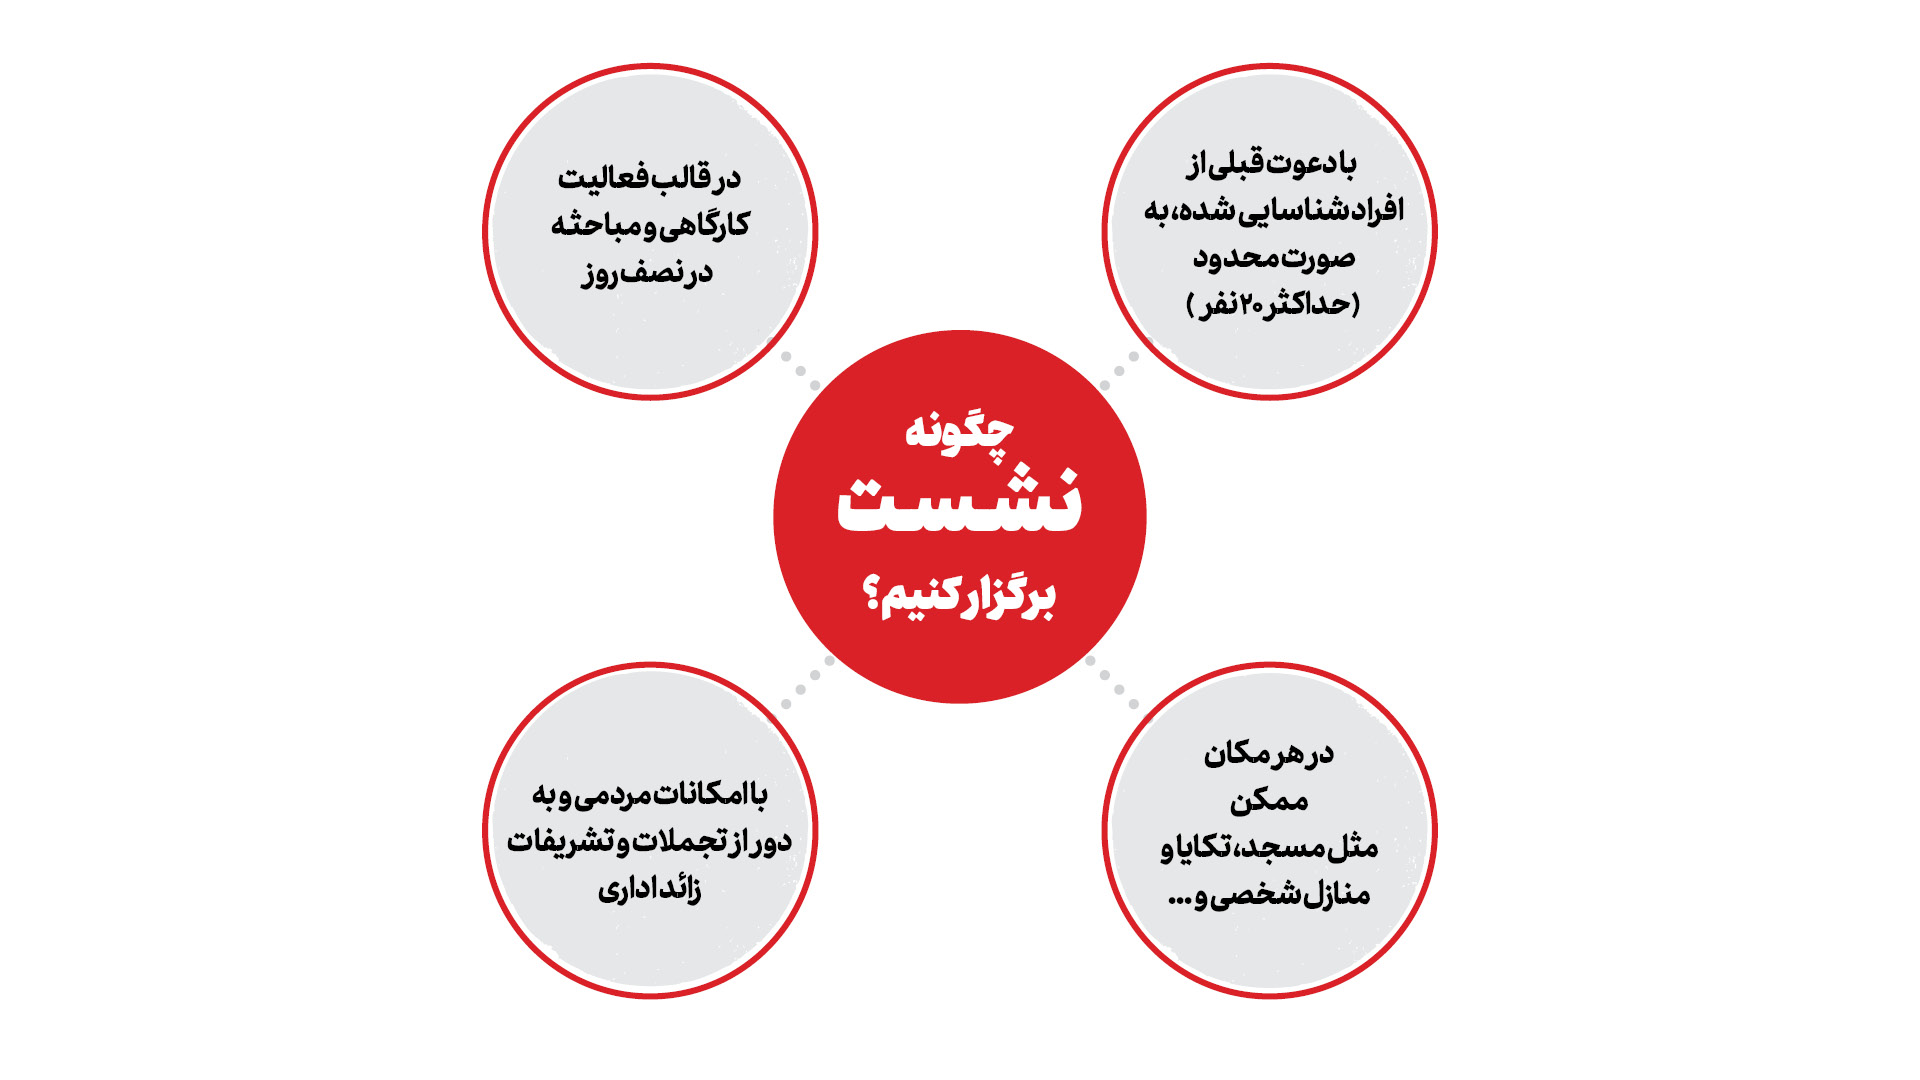 چگونه
نشست
برگزار کنیم؟
با دعوت قبلی از
افراد شناسایی شده، به
صورت محدود
(حداکثر ۲۰ نفر )
در قالب فعالیت
کارگاهی و مباحثه
در نصف روز
در هر مکان
ممکن
مثل مسجد، تکایا و
منازل شخصی و ...
با امکانات مردمی و به
دور از تجملات و تشریفات
زائد اداری